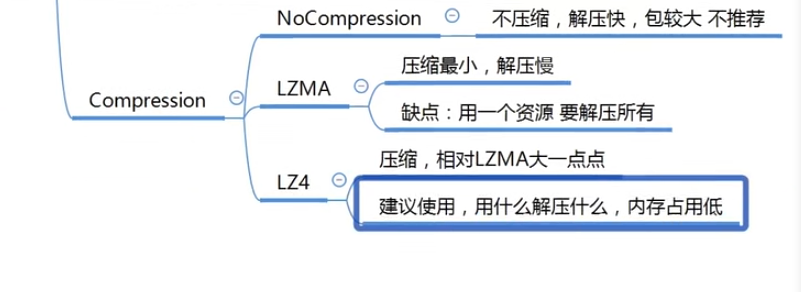 NoCompression
不压缩，解压快，包较大 不推荐
Compression
LZMA
压缩最小，解压慢
缺点：用一个资源 要解压所有
LZ4
压缩，相对LZMA大一点点
建议使用，用什么解压什么，内存占用低